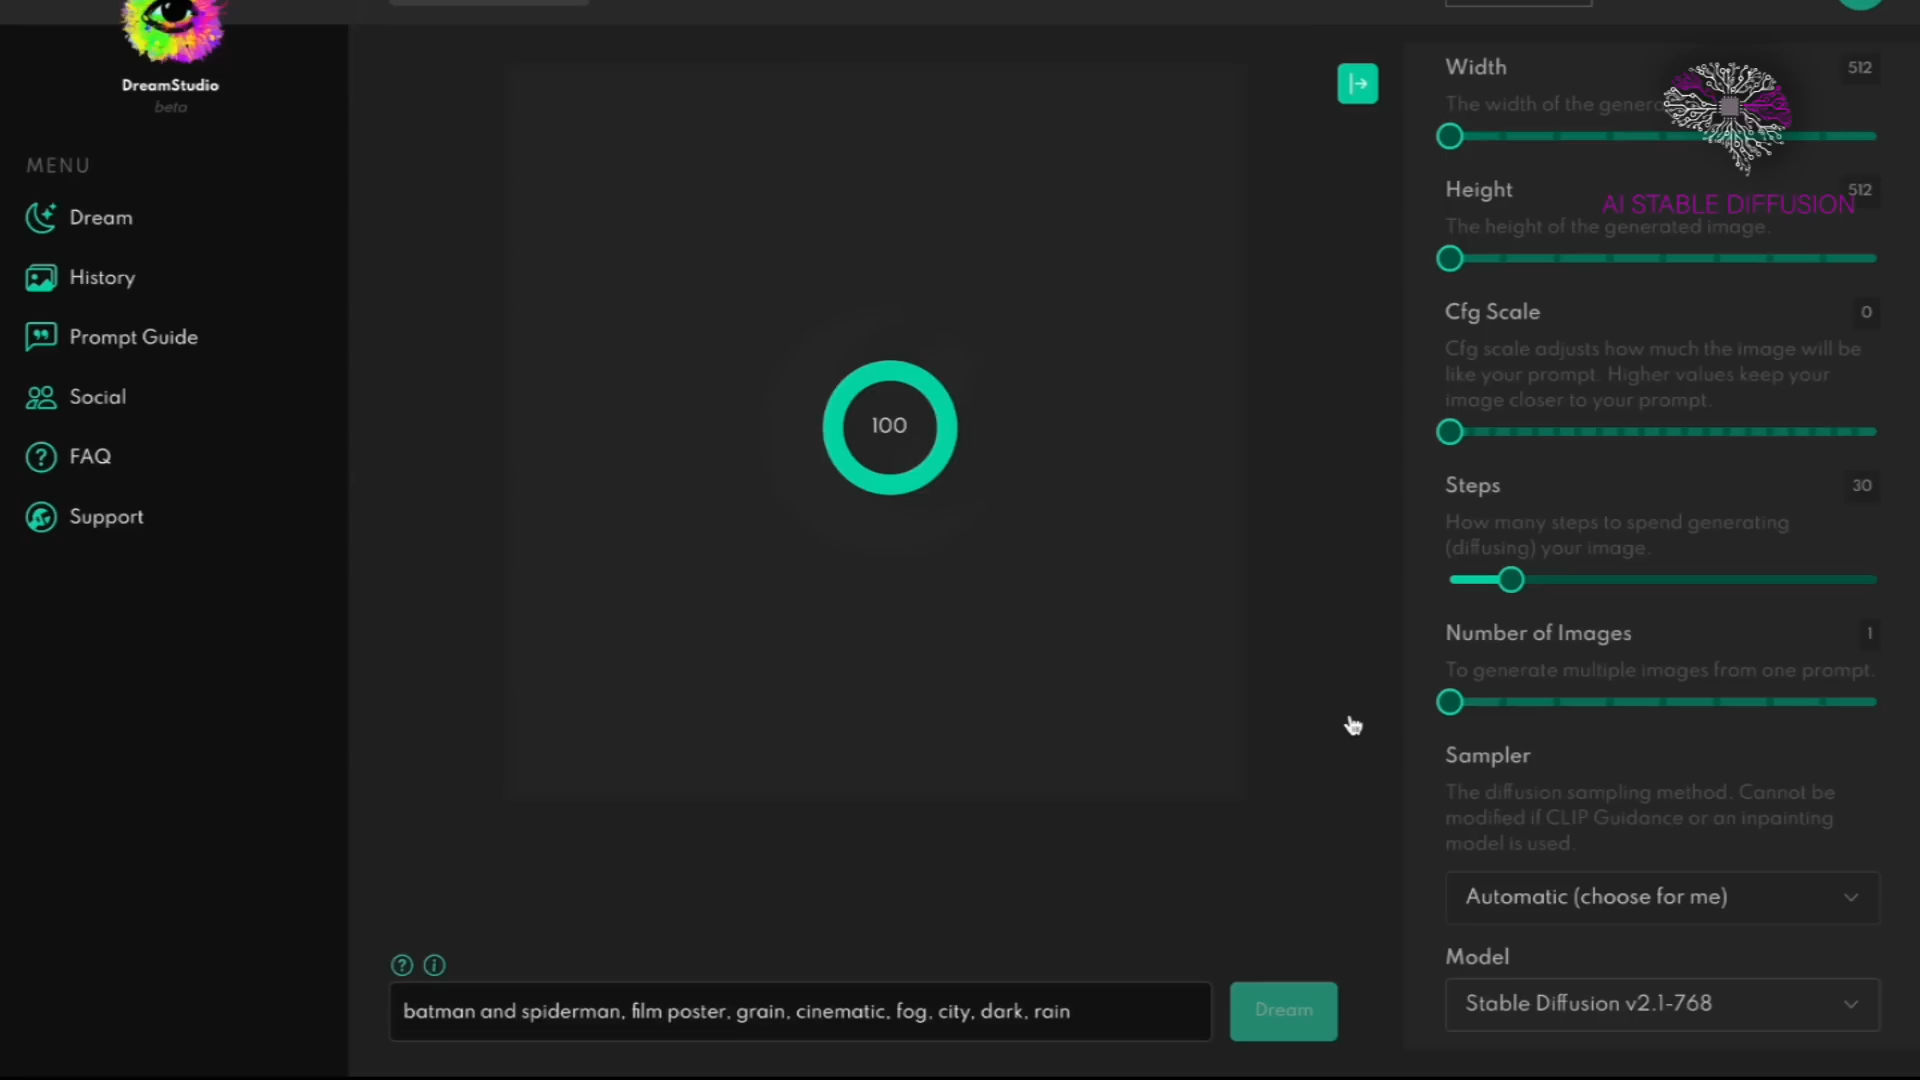 DreamStudio
beta
MENU
Dream
History
Prompt Guide
Social
FAQ
Support
100
batman and spiderman, film poster, grain, cinematic, fog, city, dark, rain
Dream
Width
512
The width of the
AI STABLE DIFFUSION
Height
512
The height of the generated image.
Cfg Scale
0
Cfg scale adjusts how much the image will be
like your prompt. Higher values keep your
image closer to your prompt.
Steps
30
How many steps to spend generating
(diffusing) your image.
Number of Images
1
To generate multiple images from one prompt.
Sampler
The diffusion sampling method. Cannot be
modified if CLIP Guidance or an inpainting
model is used.
Automatic (choose for me)
Model
Stable Diffusion v2.1-768